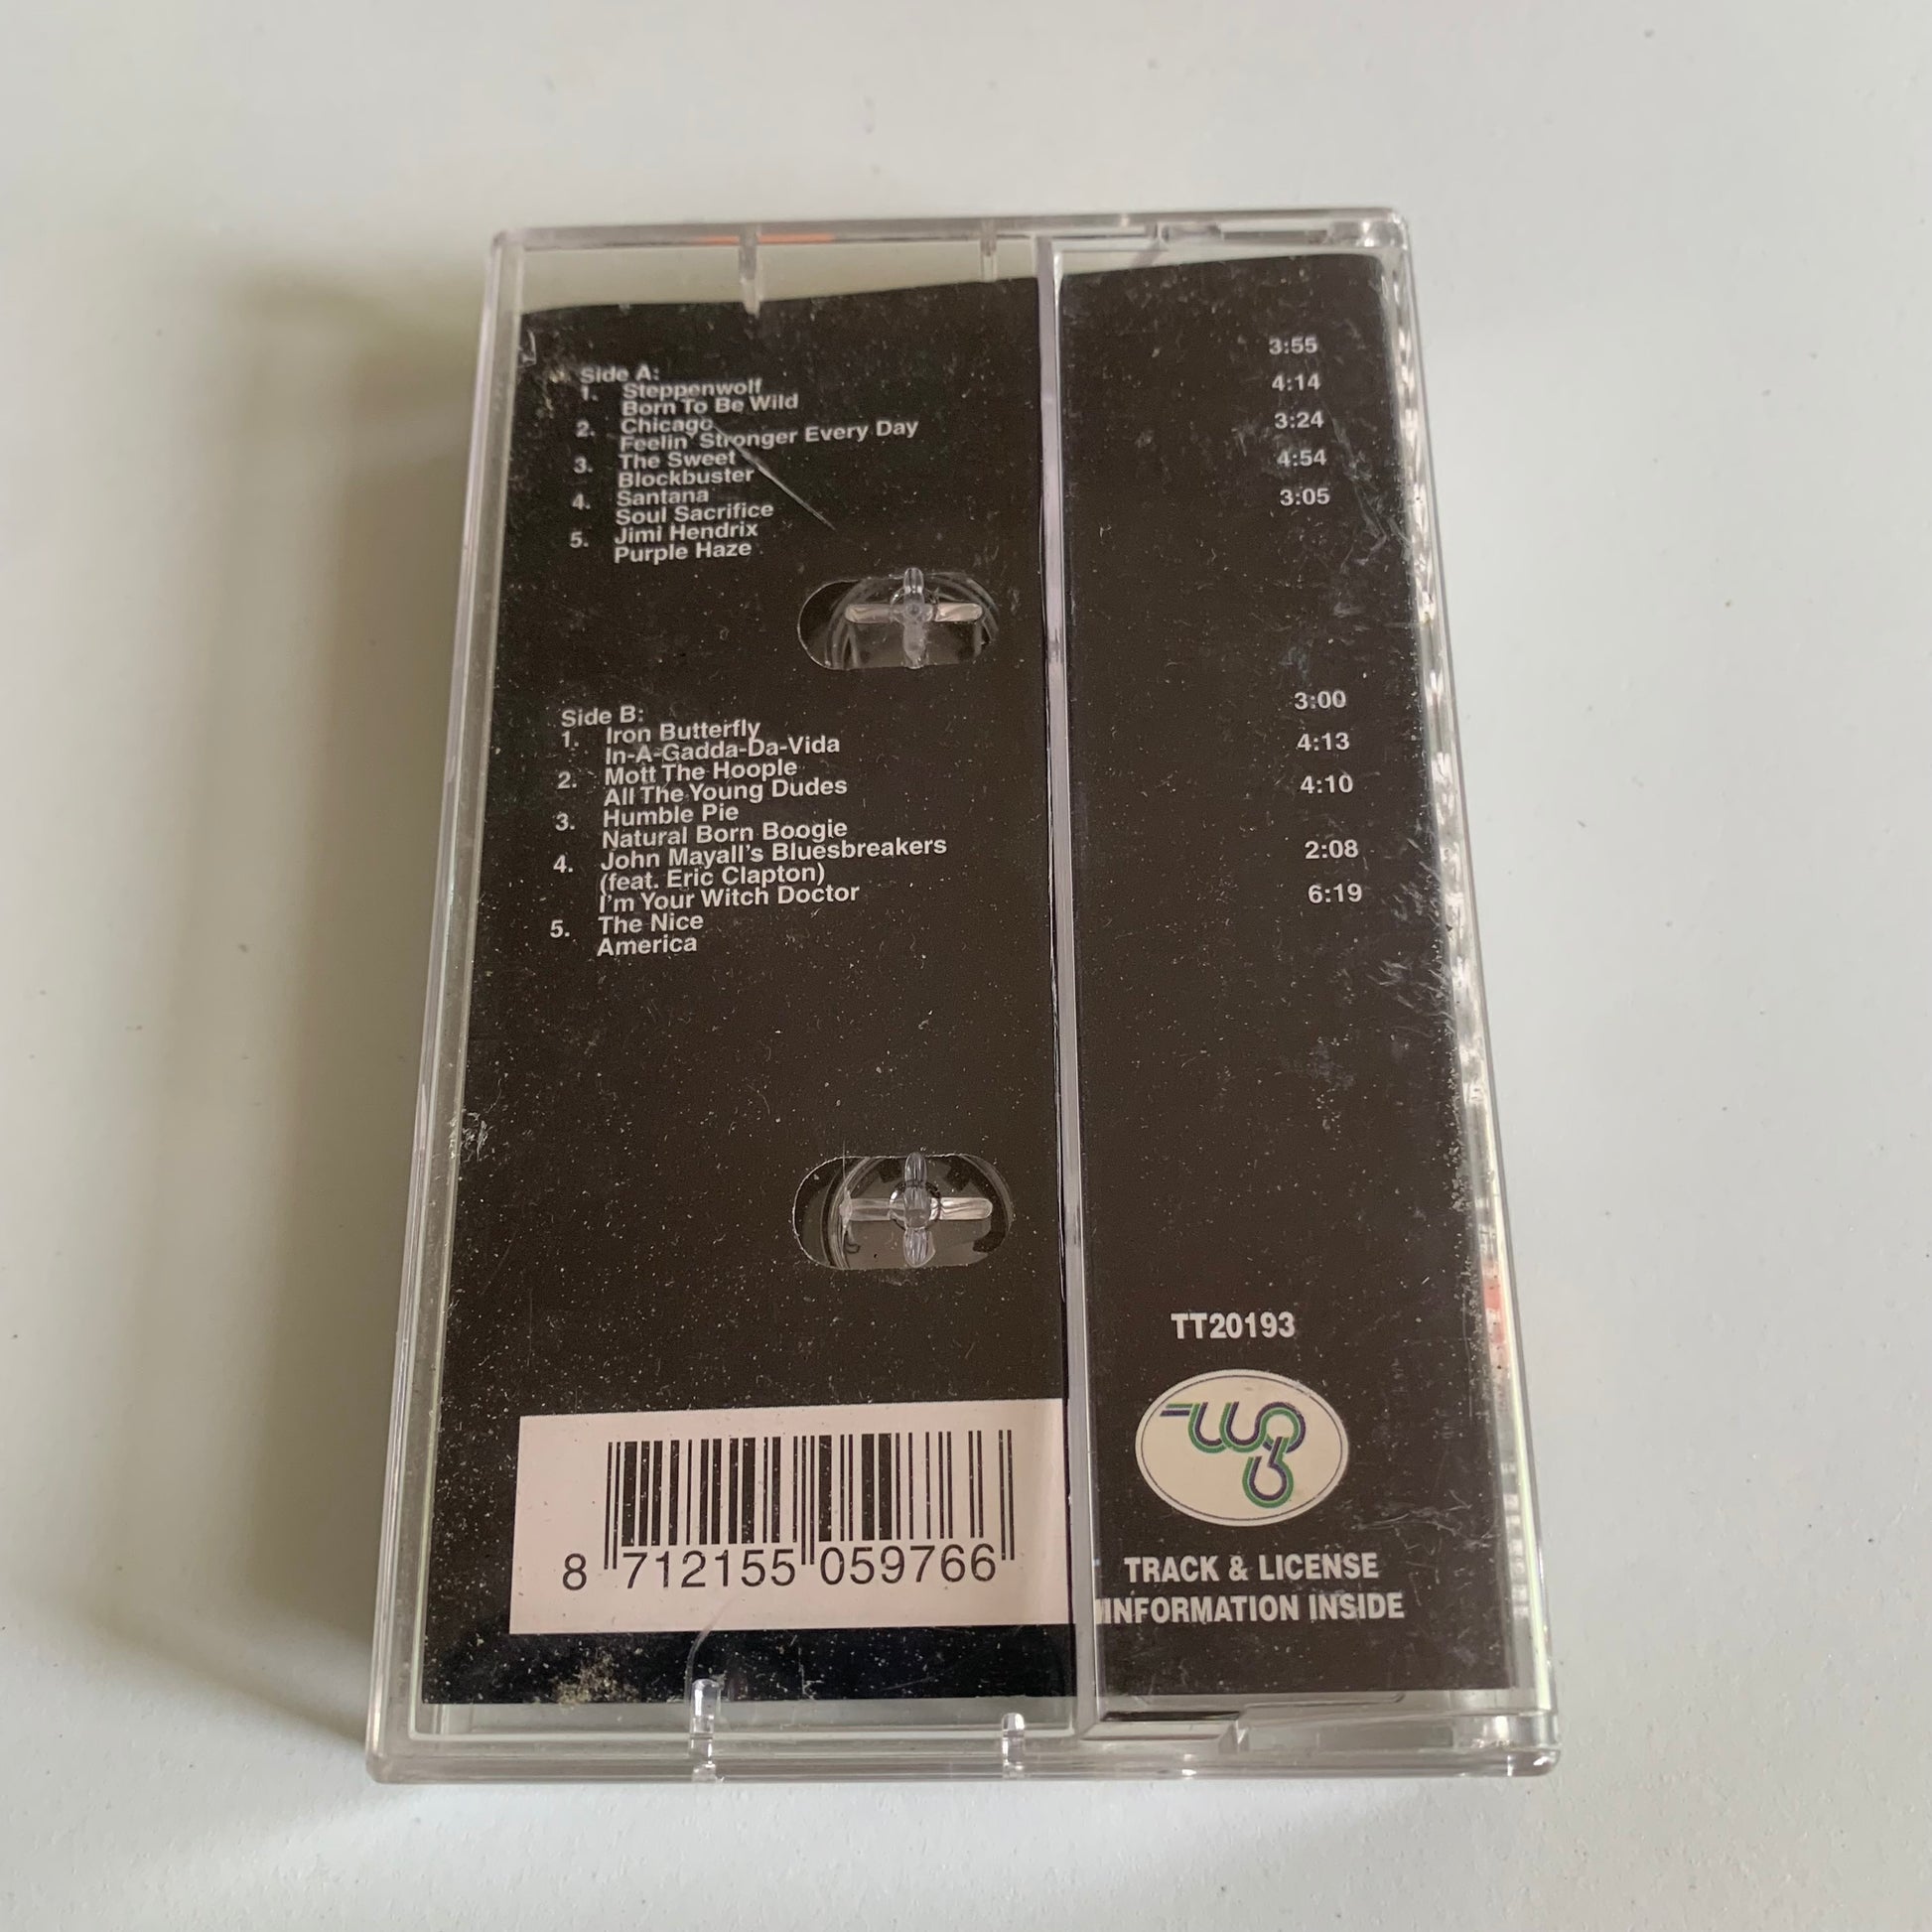 Side A:
1. Steppenwolf
Born To Be Wild 3:55
2. Chicago
Feelin' Stronger Every Day 4:14
3. The Sweet
Blockbuster 3:24
4. Santana
Soul Sacrifice 4:54
5. Jimi Hendrix
Purple Haze 3:05
Side B:
1. Iron Butterfly
In-A-Gadda-Da-Vida 3:00
2. Mott The Hoople
All The Young Dudes 4:13
3. Humble Pie
Natural Born Boogie 4:10
4. John Mayall's Bluesbreakers
(feat. Eric Clapton)
I'm Your Witch Doctor 2:08
5. The Nice
America 6:19
TT20193
8 712155 059766
TRACK & LICENSE
INFORMATION INSIDE